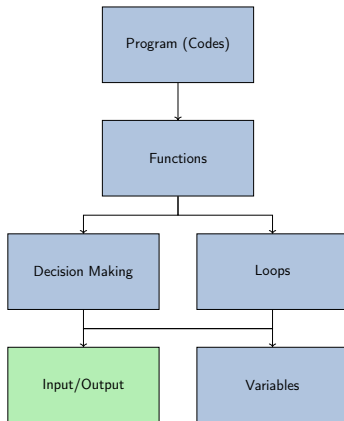 Program (Codes)
Functions
Decision Making
Loops
Input/Output
Variables